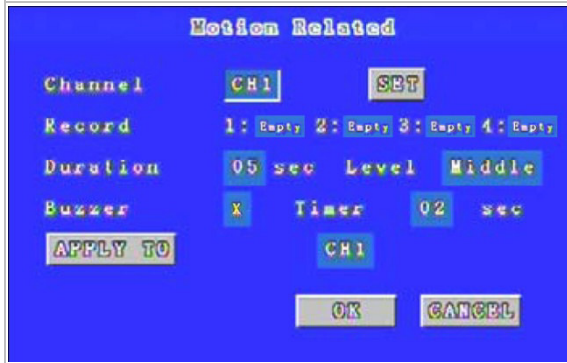 Motion Related
Channel CH1 SET
Record 1: Empty 2: Empty 3: Empty 4: Empty
Duration 05 sec Level Middle
Buzzer X Timer 02 sec
APPLY TO CH1
OK CANCEL